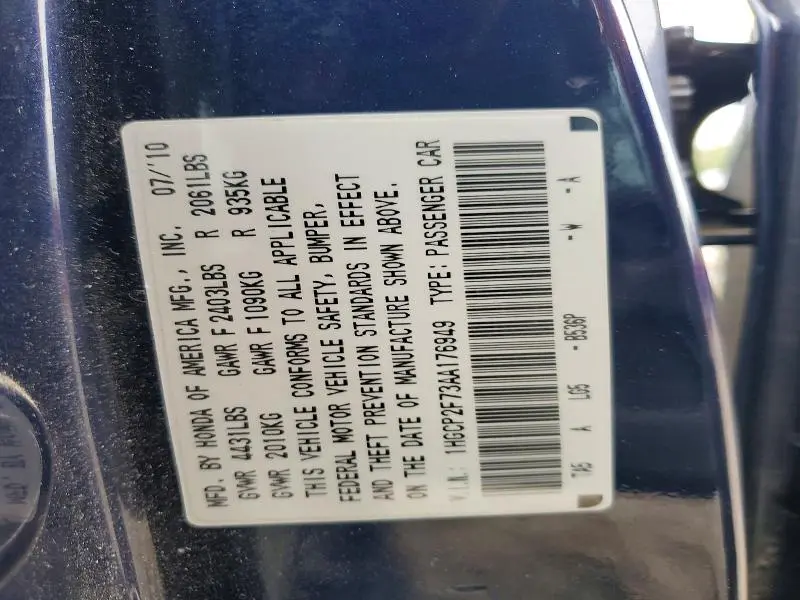 MFD. BY HONDA OF AMERICA MFG., INC. 07/'10
GVWR 4431LBS GAWR F 2403LBS R 2061LBS
GVWR 2010KG GAWR F 1090KG R 935KG
THIS VEHICLE CONFORMS TO ALL APPLICABLE
FEDERAL MOTOR VEHICLE SAFETY, BUMPER,
AND THEFT PREVENTION STANDARDS IN EFFECT
ON THE DATE OF MANUFACTURE SHOWN ABOVE.
V.I.N.: 1HGCP2F73AA176949 TYPE: PASSENGER CAR
TA5 A LG5 - B536P -W -A